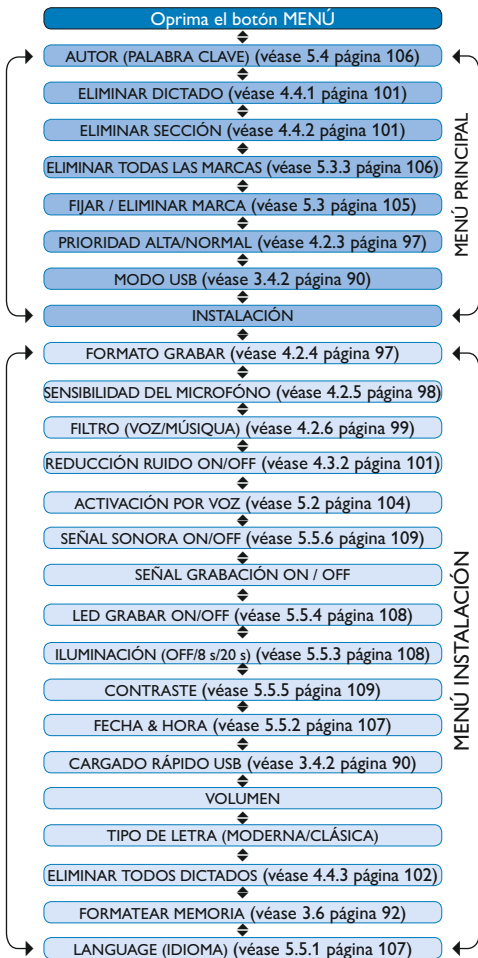 Oprima el botón MENÚ
AUTOR (PALABRA CLAVE) (véase 5.4 página 106)
ELIMINAR DICTADO (véase 4.4.1 página 101)
ELIMINAR SECCIÓN (véase 4.4.2 página 101)
ELIMINAR TODAS LAS MARCAS (véase 5.3.3 página 106)
FIJAR / ELIMINAR MARCA (véase 5.3 página 105)
PRIORIDAD ALTA/NORMAL (véase 4.2.3 página 97)
MODO USB (véase 3.4.2 página 90)
INSTALACIÓN
MENÚ PRINCIPAL
FORMATO GRABAR (véase 4.2.4 página 97)
SENSIBILIDAD DEL MICROFÓNO (véase 4.2.5 página 98)
FILTRO (VOZ/MÚSIQUA) (véase 4.2.6 página 99)
REDUCCIÓN RUIDO ON/OFF (véase 4.3.2 página 101)
ACTIVACIÓN POR VOZ (véase 5.2 página 104)
SEÑAL SONORA ON/OFF (véase 5.5.6 página 109)
SEÑAL GRABACIÓN ON / OFF
LED GRABAR ON/OFF (véase 5.5.4 página 108)
ILUMINACIÓN (OFF/8 s/20 s) (véase 5.5.3 página 108)
CONTRASTE (véase 5.5.5 página 109)
FECHA & HORA (véase 5.5.2 página 107)
CARGADO RÁPIDO USB (véase 3.4.2 página 90)
VOLUMEN
TIPO DE LETRA (MODERNA/CLÁSICA)
ELIMINAR TODOS DICTADOS (véase 4.4.3 página 102)
FORMATEAR MEMORIA (véase 3.6 página 92)
LANGUAGE (IDIOMA) (véase 5.5.1 página 107)
MENÚ INSTALACIÓN